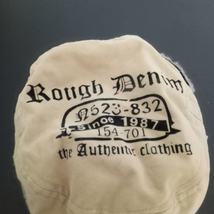 Rough Denim
N523-832
since 1987
154-701
the Authentic clothing